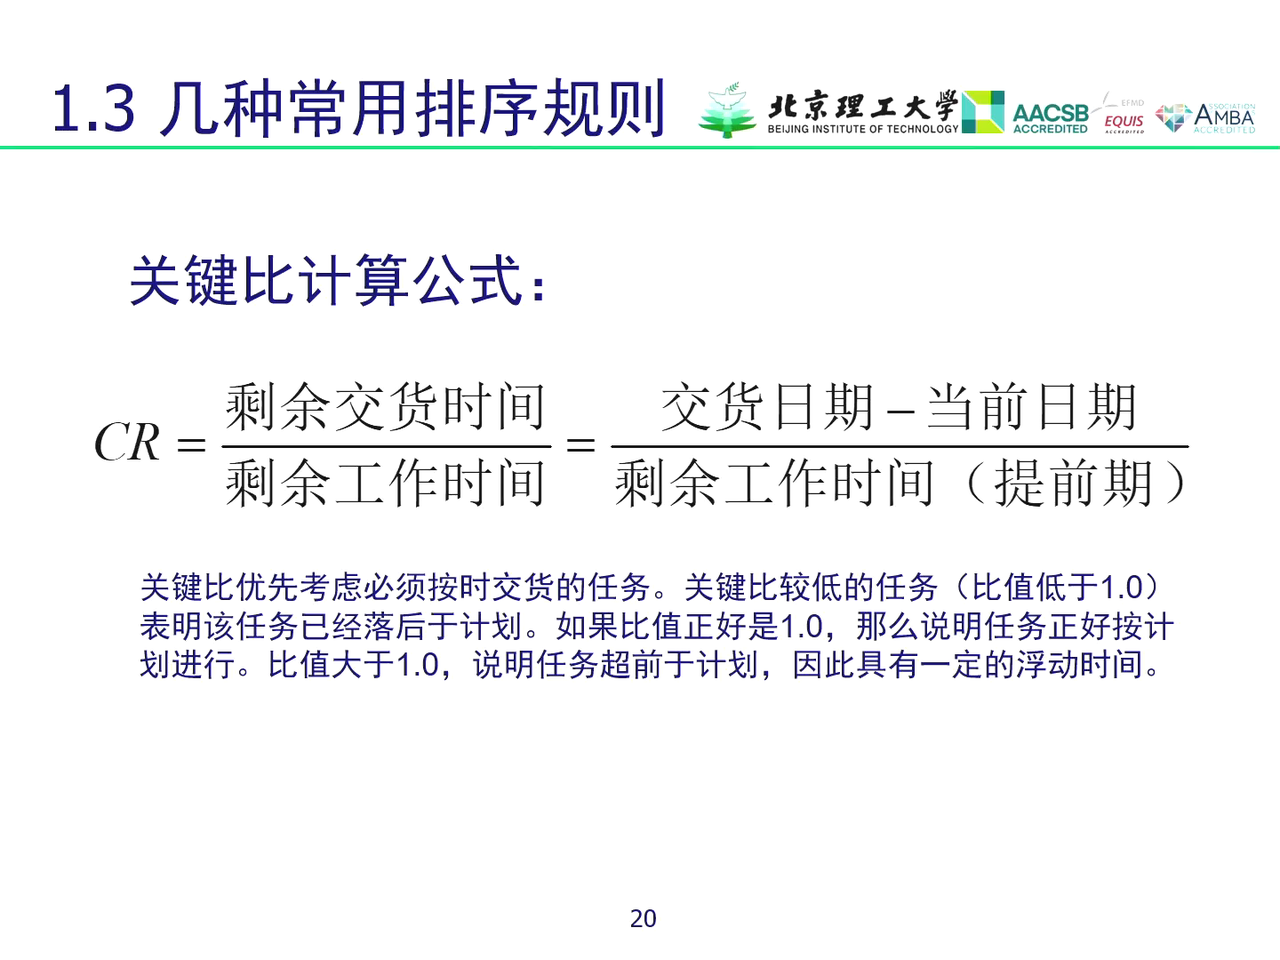 1.3 几种常用排序规则
北京理工大学
BEIJING INSTITUTE OF TECHNOLOGY
AACSB
ACCREDITED
EFMD
EQUIS
ACCREDITED
ASSOCIATION
AMBA
ACCREDITED
关键比计算公式：
CR = 剩余交货时间 / 剩余工作时间 = 交货日期 – 当前日期 / 剩余工作时间（提前期）
关键比优先考虑必须按时交货的任务。关键比较低的任务（比值低于1.0）
表明该任务已经落后于计划。如果比值正好是1.0，那么说明任务正好按计
划进行。比值大于1.0，说明任务超前于计划，因此具有一定的浮动时间。
20